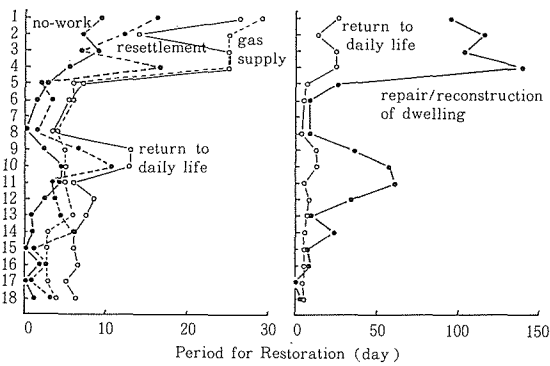 1
2
3
4
5
6
8
9
10
11
12
13
14
15
16
17
18
no-work
resettlement
gas
supply
return to
daily life
0
10
20
30
return to
daily life
repair/reconstruction
of dwelling
0
50
100
150
Period for Restoration (day)